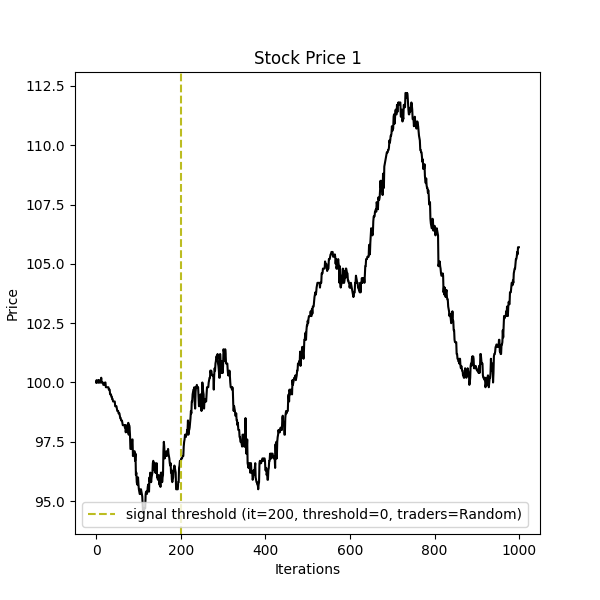 Stock Price 1
112.5
110.0
107.5
105.0
102.5
100.0
97.5
95.0
Price
signal threshold (it=200, threshold=0, traders=Random)
0 200 400 600 800 1000
Iterations